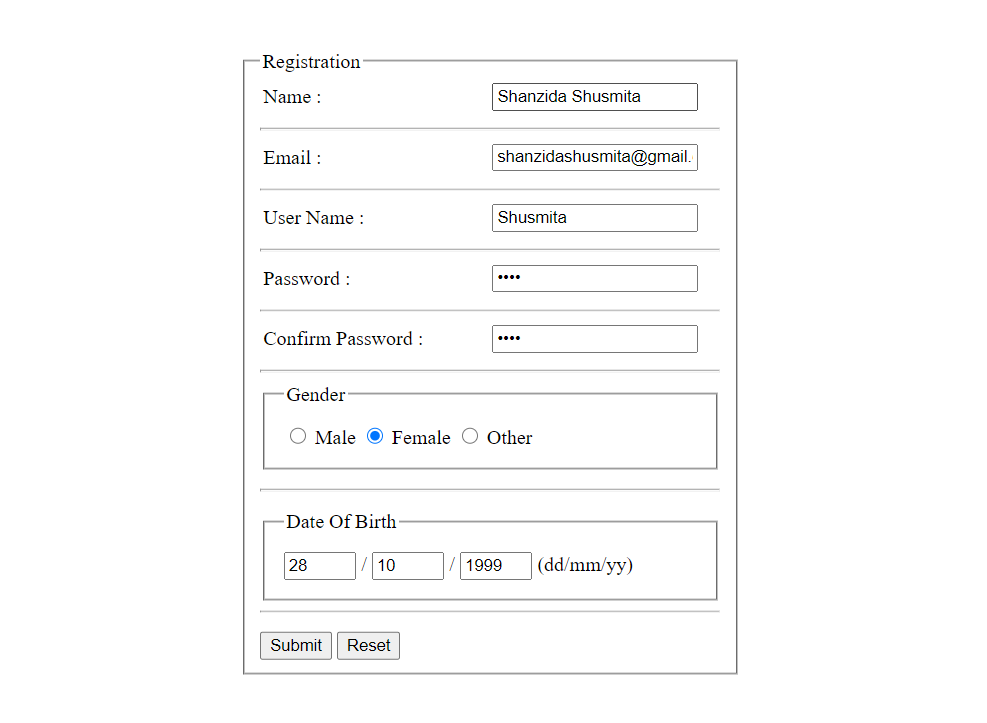 Registration
Name : Shanzida Shusmita
Email : shanzidashusmita@gmail.
User Name : Shusmita
Password : ••••
Confirm Password : ••••
Gender
Male Female Other
Date Of Birth
28 / 10 / 1999 (dd/mm/yy)
Submit Reset